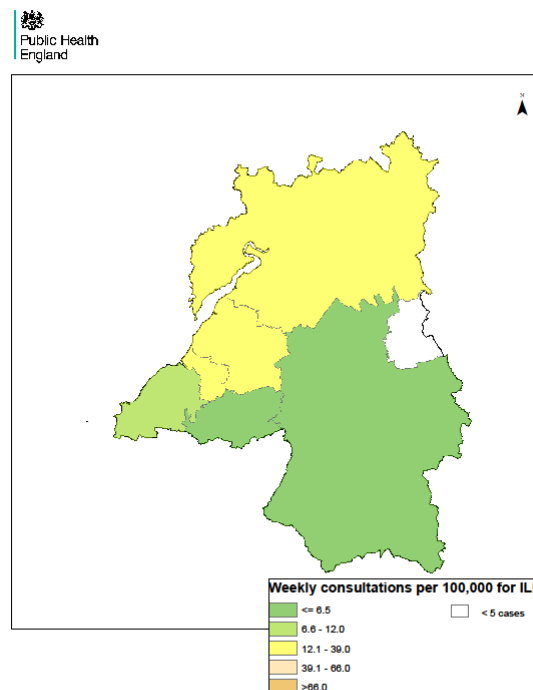 Public Health
England
N
Weekly consultations per 100,000 for IL
<= 6.5
< 5 cases
6.6 - 12.0
12.1 - 39.0
39.1 - 66.0
>66.0